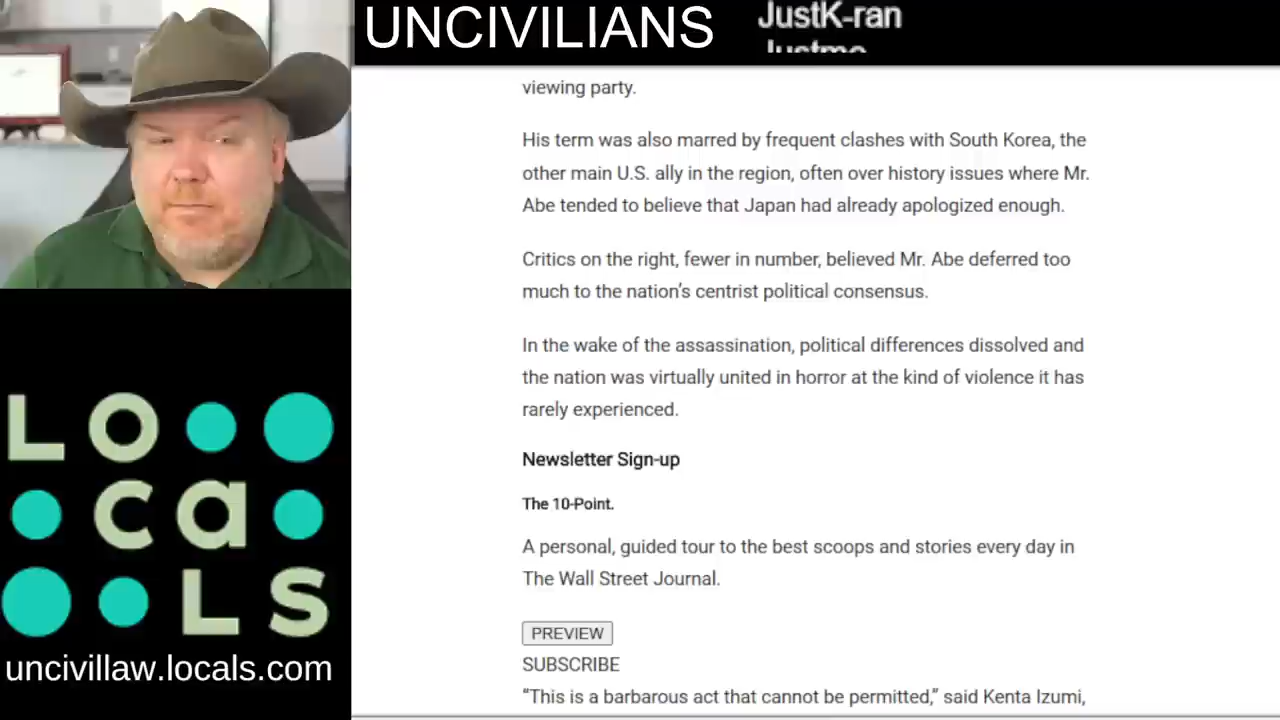 UNCIVILIANS
JustK-ran
Justme
viewing party.
His term was also marred by frequent clashes with South Korea, the
other main U.S. ally in the region, often over history issues where Mr.
Abe tended to believe that Japan had already apologized enough.
Critics on the right, fewer in number, believed Mr. Abe deferred too
much to the nation’s centrist political consensus.
In the wake of the assassination, political differences dissolved and
the nation was virtually united in horror at the kind of violence it has
rarely experienced.
Newsletter Sign-up
The 10-Point.
A personal, guided tour to the best scoops and stories every day in
The Wall Street Journal.
PREVIEW
SUBSCRIBE
“This is a barbarous act that cannot be permitted,” said Kenta Izumi,
LO
ca
LS
uncivillaw.locals.com